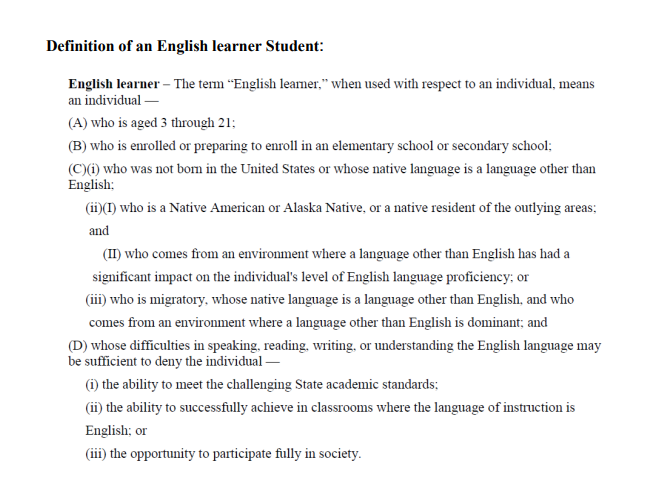 Definition of an English learner Student:
English learner – The term “English learner,” when used with respect to an individual, means
an individual —
(A) who is aged 3 through 21;
(B) who is enrolled or preparing to enroll in an elementary school or secondary school;
(C)(i) who was not born in the United States or whose native language is a language other than
English;
(ii)(I) who is a Native American or Alaska Native, or a native resident of the outlying areas;
and
(II) who comes from an environment where a language other than English has had a
significant impact on the individual's level of English language proficiency; or
(iii) who is migratory, whose native language is a language other than English, and who
comes from an environment where a language other than English is dominant; and
(D) whose difficulties in speaking, reading, writing, or understanding the English language may
be sufficient to deny the individual —
(i) the ability to meet the challenging State academic standards;
(ii) the ability to successfully achieve in classrooms where the language of instruction is
English; or
(iii) the opportunity to participate fully in society.